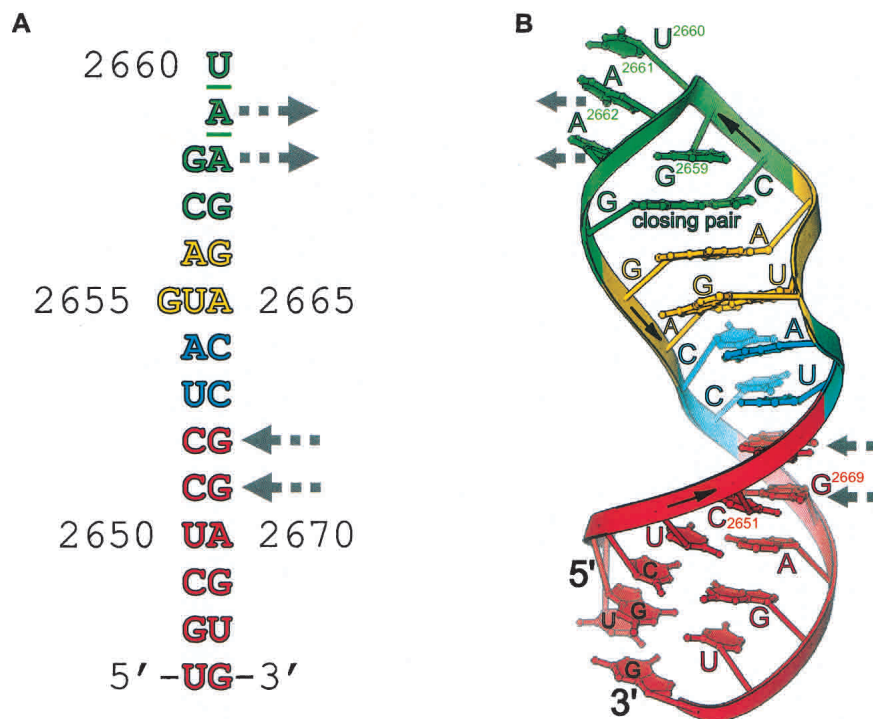 A
2660 U
A
GA
CG
AG
2655 GUA 2665
AC
UC
CG
CG
2650 UA 2670
CG
GU
5′ –UG–3′
B
U2660
A2661
A2662
G2659
G C
closing pair
G A
G U
A
C A
C U
G2669
C2651
U A
5'
C
U G G
U
G
3'